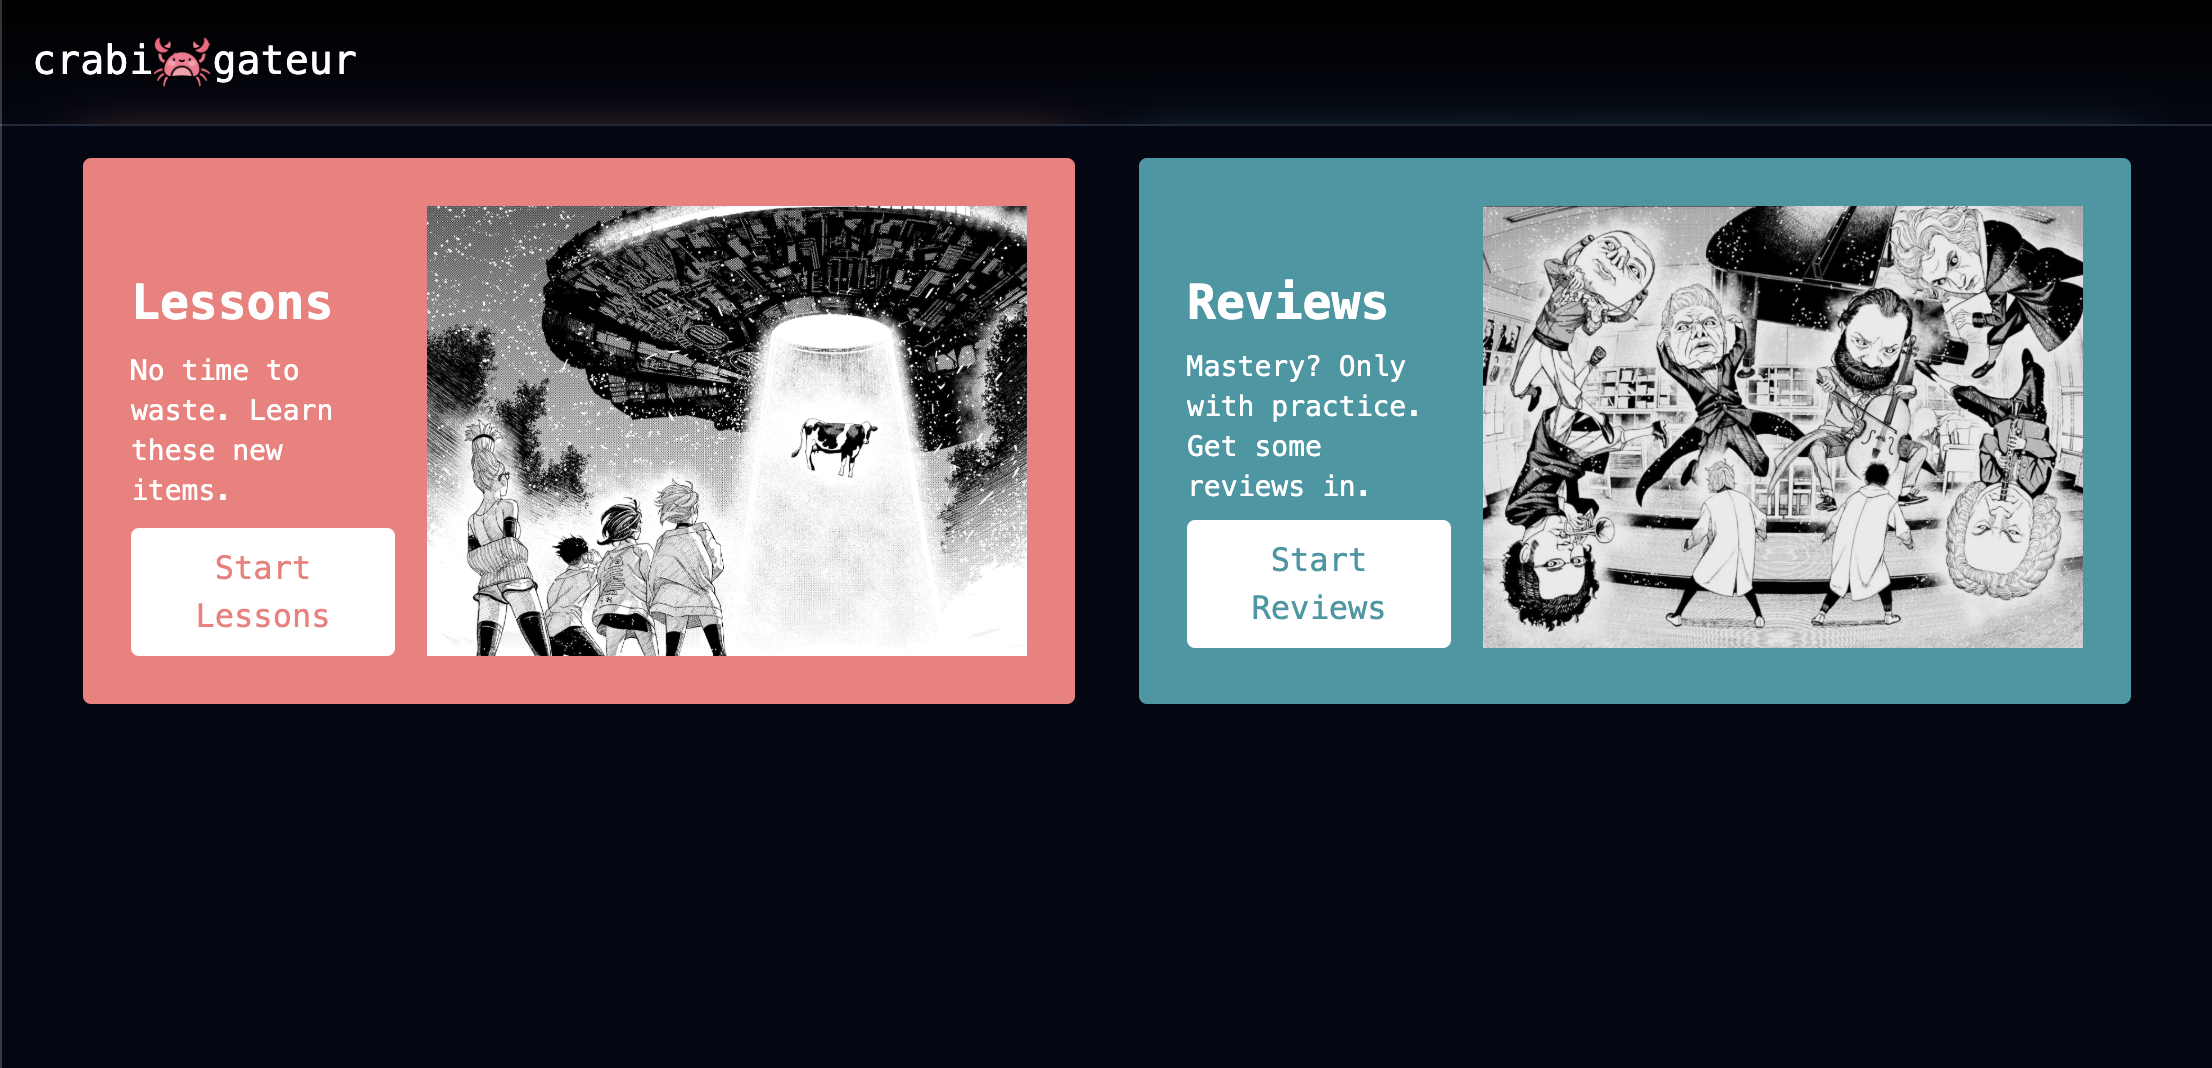 crabi🦀gateur
Lessons
No time to
waste. Learn
these new
items.
Start
Lessons
Reviews
Mastery? Only
with practice.
Get some
reviews in.
Start
Reviews